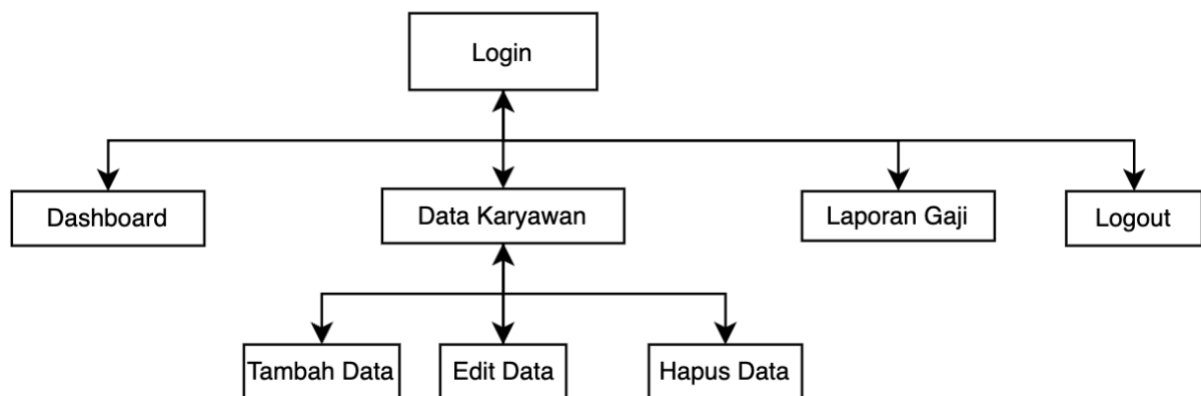 Login
Dashboard
Data Karyawan
Laporan Gaji
Logout
Tambah Data
Edit Data
Hapus Data